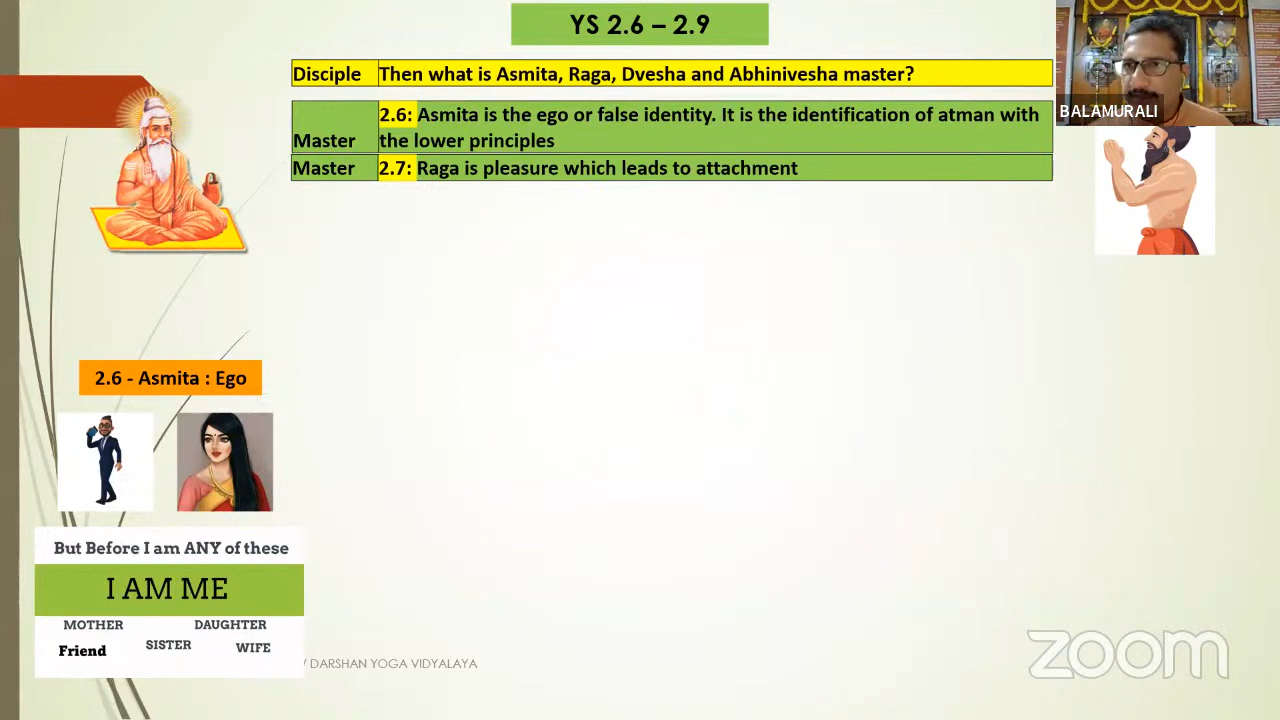 YS 2.6 – 2.9
BALAMURALI
Disciple Then what is Asmita, Raga, Dvesha and Abhinivesha master?
2.6: Asmita is the ego or false identity. It is the identification of atman with
Master the lower principles
Master 2.7: Raga is pleasure which leads to attachment
2.6 - Asmita : Ego
But Before I am ANY of these
I AM ME
MOTHER DAUGHTER
Friend SISTER WIFE
DARSHAN YOGA VIDYALAYA
zoom